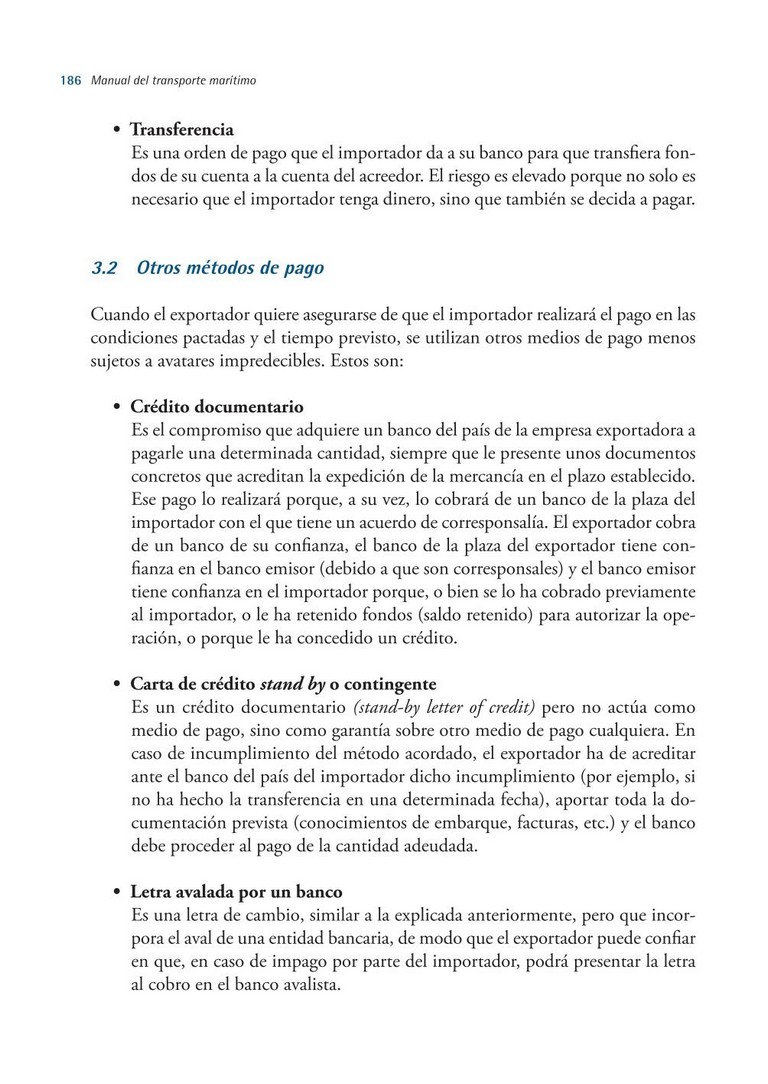 186 Manual del transporte marítimo
• Transferencia
Es una orden de pago que el importador da a su banco para que transfiera fon-
dos de su cuenta a la cuenta del acreedor. El riesgo es elevado porque no solo es
necesario que el importador tenga dinero, sino que también se decida a pagar.
3.2 Otros métodos de pago
Cuando el exportador quiere asegurarse de que el importador realizará el pago en las
condiciones pactadas y el tiempo previsto, se utilizan otros medios de pago menos
sujetos a avatares impredecibles. Estos son:
• Crédito documentario
Es el compromiso que adquiere un banco del país de la empresa exportadora a
pagarle una determinada cantidad, siempre que le presente unos documentos
concretos que acreditan la expedición de la mercancía en el plazo establecido.
Ese pago lo realizará porque, a su vez, lo cobrará de un banco de la plaza del
importador con el que tiene un acuerdo de corresponsalía. El exportador cobra
de un banco de su confianza, el banco de la plaza del exportador tiene con-
fianza en el banco emisor (debido a que son corresponsales) y el banco emisor
tiene confianza en el importador porque, o bien se lo ha cobrado previamente
al importador, o le ha retenido fondos (saldo retenido) para autorizar la ope-
ración, o porque le ha concedido un crédito.
• Carta de crédito stand by o contingente
Es un crédito documentario (stand-by letter of credit) pero no actúa como
medio de pago, sino como garantía sobre otro medio de pago cualquiera. En
caso de incumplimiento del método acordado, el exportador ha de acreditar
ante el banco del país del importador dicho incumplimiento (por ejemplo, si
no ha hecho la transferencia en una determinada fecha), aportar toda la do-
cumentación prevista (conocimientos de embarque, facturas, etc.) y el banco
debe proceder al pago de la cantidad adeudada.
• Letra avalada por un banco
Es una letra de cambio, similar a la explicada anteriormente, pero que incor-
pora el aval de una entidad bancaria, de modo que el exportador puede confiar
en que, en caso de impago por parte del importador, podrá presentar la letra
al cobro en el banco avalista.